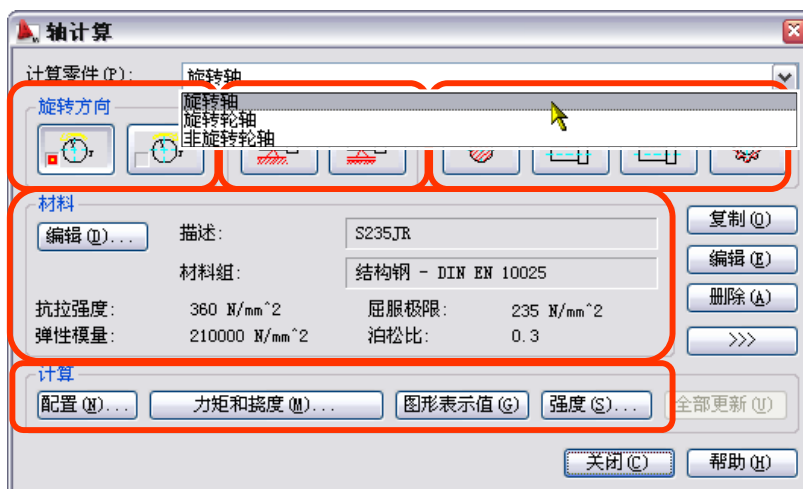 轴计算
计算零件(P): 旋转轴
旋转轴
旋转轮轴
非旋转轮轴
旋转方向
材料
编辑(D)... 描述: S235JR
材料组: 结构钢 - DIN EN 10025
抗拉强度: 360 N/mm^2 屈服极限: 235 N/mm^2
弹性模量: 210000 N/mm^2 泊松比: 0.3
复制(O)
编辑(E)
删除(A)
>>>
计算
配置(N)... 力矩和挠度(M)... 图形表示值(G) 强度(S)... 全部更新(U)
关闭(C) 帮助(H)